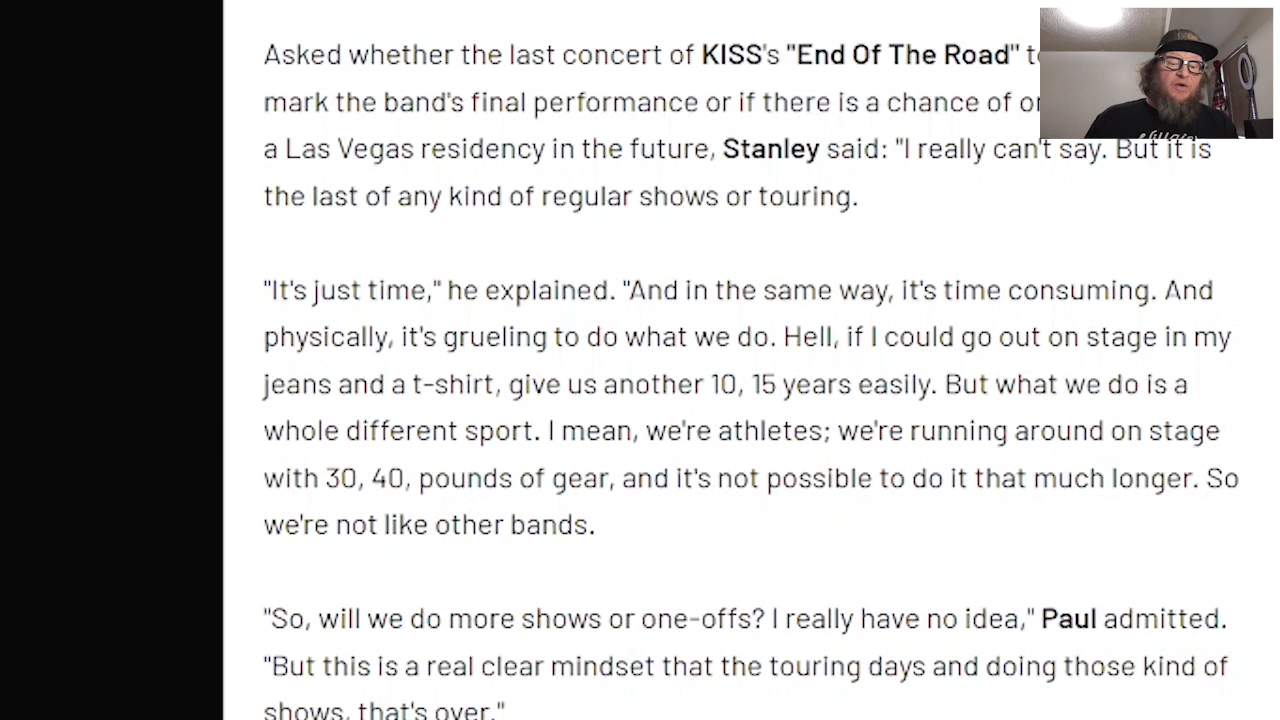 Asked whether the last concert of KISS's "End Of The Road" t
mark the band's final performance or if there is a chance of
a Las Vegas residency in the future, Stanley said: "I really can't say. But it is
the last of any kind of regular shows or touring.
"It's just time," he explained. "And in the same way, it's time consuming. And
physically, it's grueling to do what we do. Hell, if I could go out on stage in my
jeans and a t-shirt, give us another 10, 15 years easily. But what we do is a
whole different sport. I mean, we're athletes; we're running around on stage
with 30, 40, pounds of gear, and it's not possible to do it that much longer. So
we're not like other bands.
"So, will we do more shows or one-offs? I really have no idea," Paul admitted.
"But this is a real clear mindset that the touring days and doing those kind of
shows, that's over."